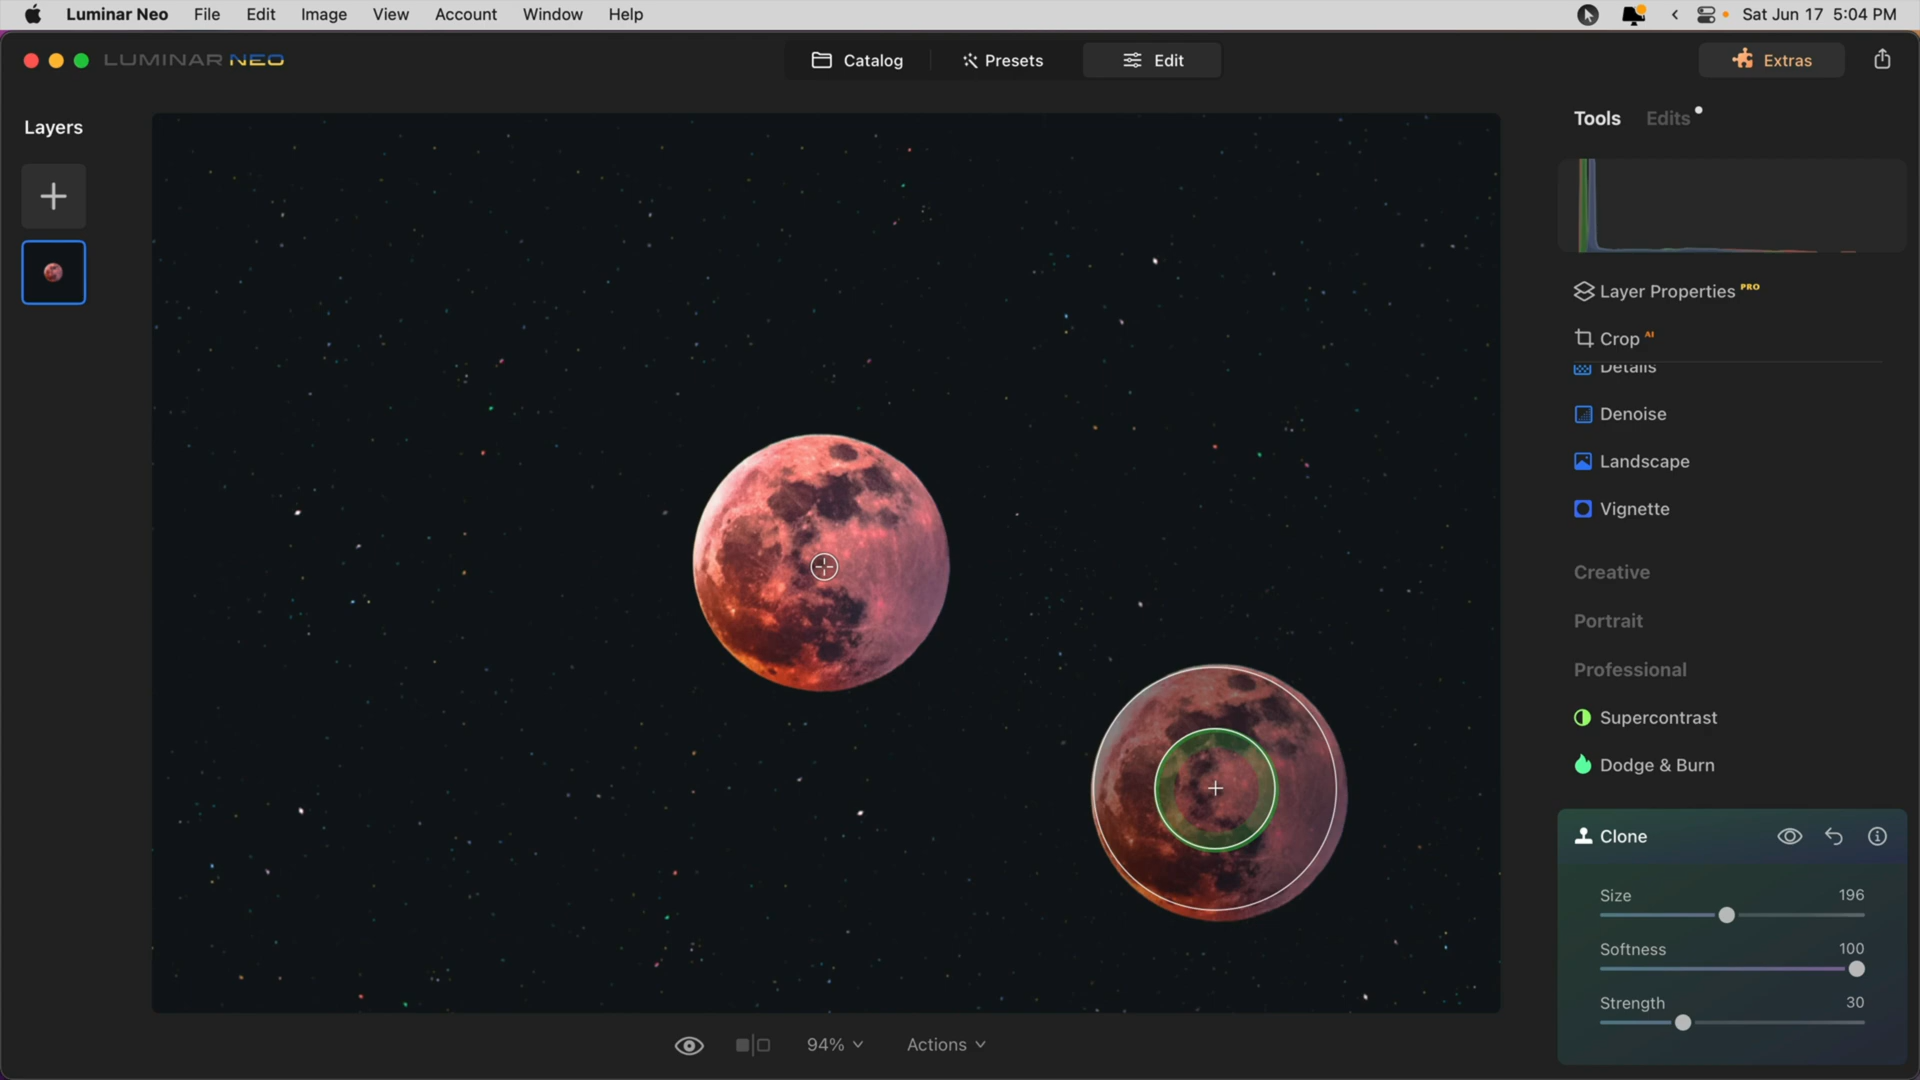 Luminar Neo File Edit Image View Account Window Help Sat Jun 17 5:04 PM
LUMINAR NEO Catalog Presets Edit Extras
Layers
Tools Edits
Layer Properties PRO
Crop AI
Details
Denoise
Landscape
Vignette
Creative
Portrait
Professional
Supercontrast
Dodge & Burn
Clone
Size 196
Softness 100
Strength 30
94% Actions